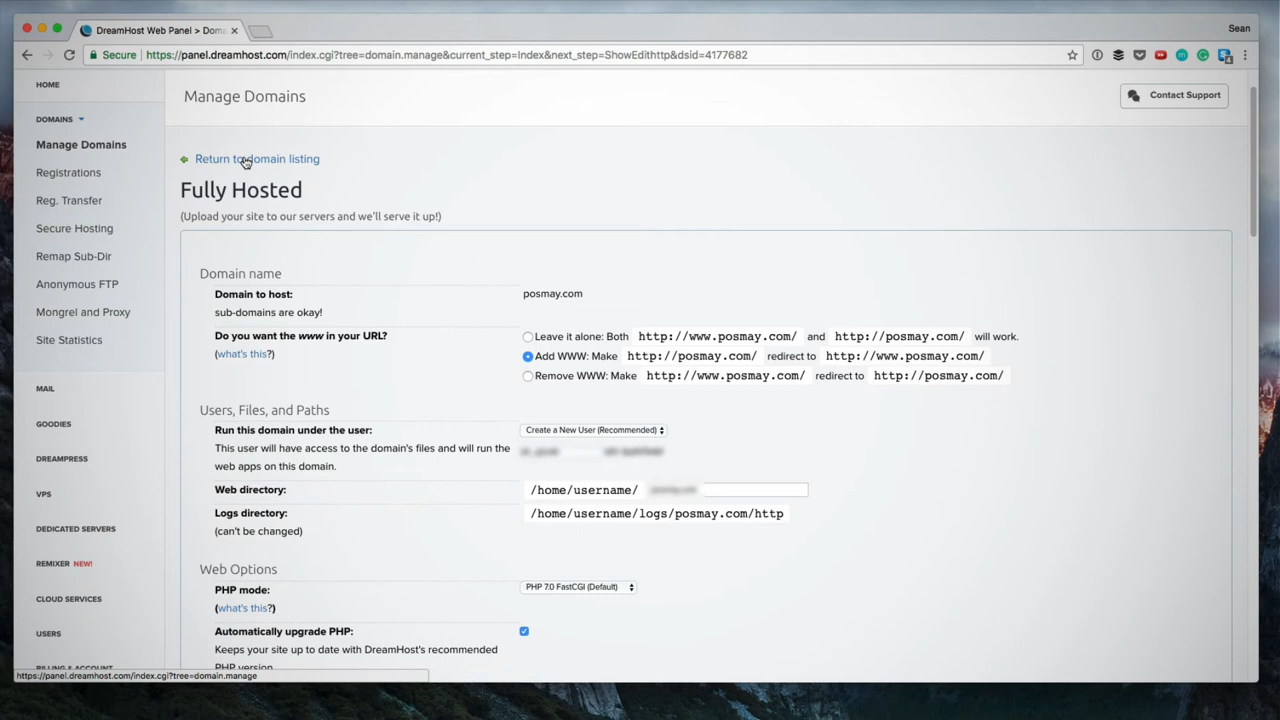 DreamHost Web Panel > Doma
Sean
Secure https://panel.dreamhost.com/index.cgi?tree=domain.manage&current_step=Index&next_step=ShowEdithttp&dsid=4177682
HOME
DOMAINS
Manage Domains
Registrations
Reg. Transfer
Secure Hosting
Remap Sub-Dir
Anonymous FTP
Mongrel and Proxy
Site Statistics
MAIL
GOODIES
DREAMPRESS
VPS
DEDICATED SERVERS
REMIXER NEW!
CLOUD SERVICES
USERS
BILLING & ACCOUNT
Manage Domains
Contact Support
Return to domain listing
Fully Hosted
(Upload your site to our servers and we'll serve it up!)
Domain name
Domain to host: posmay.com
sub-domains are okay!
Do you want the www in your URL? Leave it alone: Both http://www.posmay.com/ and http://posmay.com/ will work.
(what's this?) Add WWW: Make http://posmay.com/ redirect to http://www.posmay.com/
Remove WWW: Make http://www.posmay.com/ redirect to http://posmay.com/
Users, Files, and Paths
Run this domain under the user: Create a New User (Recommended)
This user will have access to the domain's files and will run the
web apps on this domain.
Web directory: /home/username/
Logs directory: /home/username/logs/posmay.com/http
(can't be changed)
Web Options
PHP mode: PHP 7.0 FastCGI (Default)
(what's this?)
Automatically upgrade PHP:
Keeps your site up to date with DreamHost's recommended
PHP version
https://panel.dreamhost.com/index.cgi?tree=domain.manage